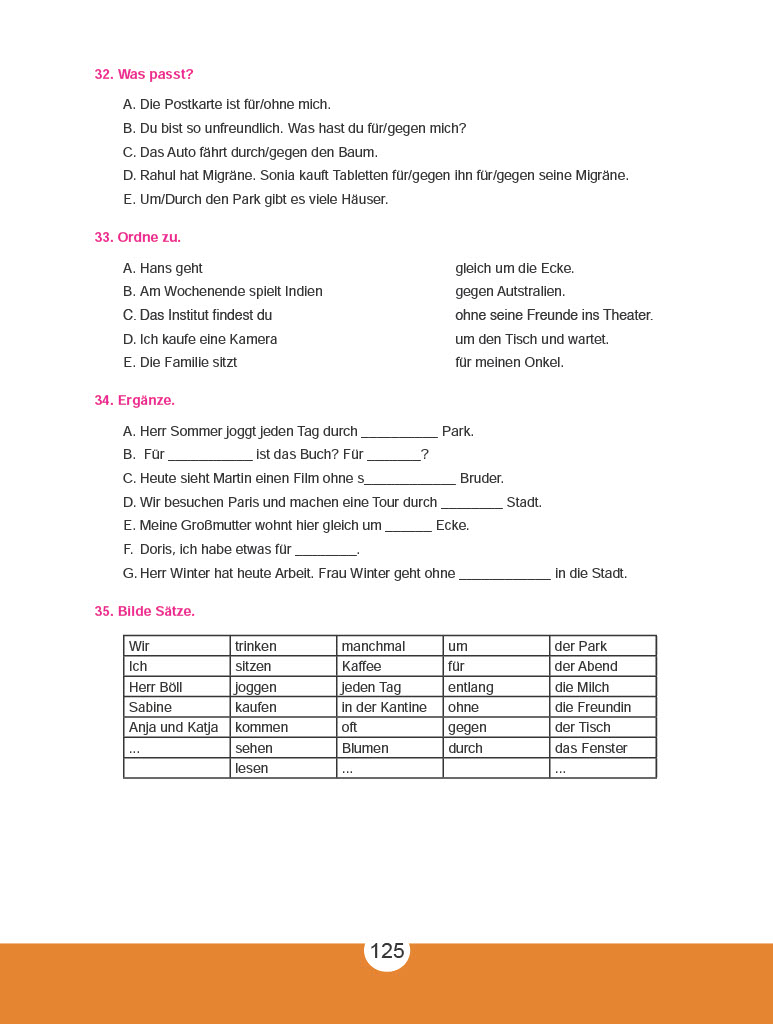 32. Was passt?
A. Die Postkarte ist für/ohne mich.
B. Du bist so unfreundlich. Was hast du für/gegen mich?
C. Das Auto fährt durch/gegen den Baum.
D. Rahul hat Migräne. Sonia kauft Tabletten für/gegen ihn für/gegen seine Migräne.
E. Um/Durch den Park gibt es viele Häuser.
33. Ordne zu.
A. Hans geht gleich um die Ecke.
B. Am Wochenende spielt Indien gegen Autstralien.
C. Das Institut findest du ohne seine Freunde ins Theater.
D. Ich kaufe eine Kamera um den Tisch und wartet.
E. Die Familie sitzt für meinen Onkel.
34. Ergänze.
A. Herr Sommer joggt jeden Tag durch __________ Park.
B. Für ___________ ist das Buch? Für _______?
C. Heute sieht Martin einen Film ohne s____________ Bruder.
D. Wir besuchen Paris und machen eine Tour durch ________ Stadt.
E. Meine Großmutter wohnt hier gleich um ______ Ecke.
F. Doris, ich habe etwas für ________.
G. Herr Winter hat heute Arbeit. Frau Winter geht ohne ____________ in die Stadt.
35. Bilde Sätze.
Wir trinken manchmal um der Park
Ich sitzen Kaffee für der Abend
Herr Böll joggen jeden Tag entlang die Milch
Sabine kaufen in der Kantine ohne die Freundin
Anja und Katja kommen oft gegen der Tisch
... sehen Blumen durch das Fenster
lesen ... ...
125